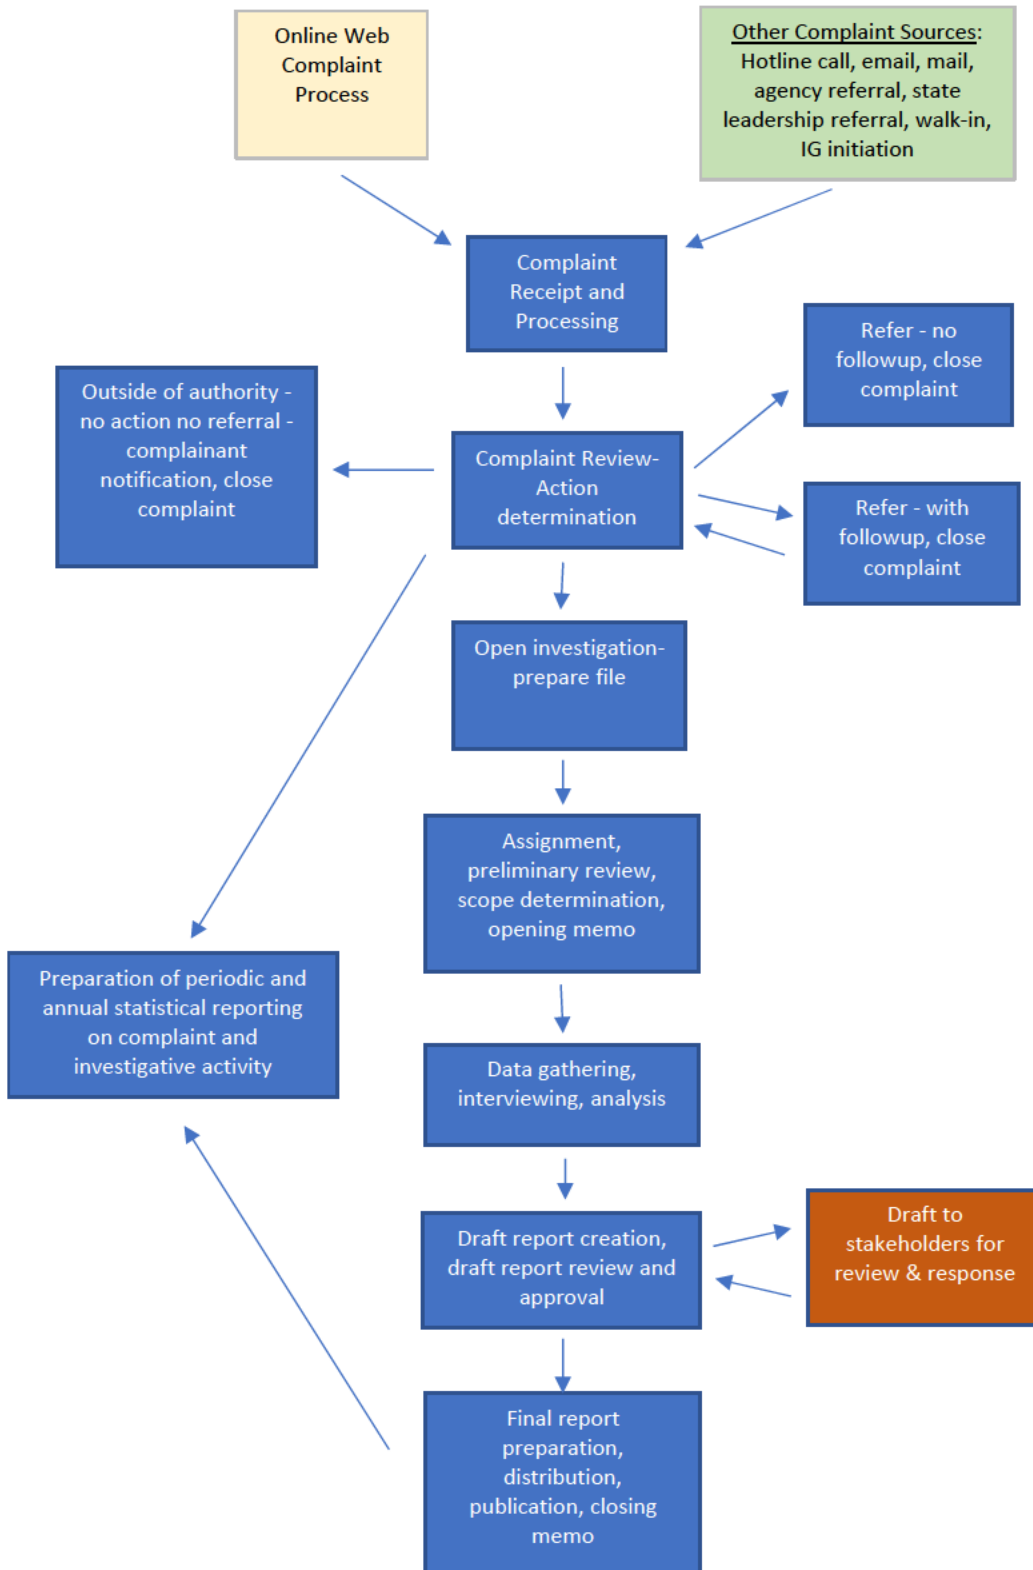 Online Web
Complaint
Process
Other Complaint Sources:
Hotline call, email, mail,
agency referral, state
leadership referral, walk-in,
IG initiation
Complaint
Receipt and
Processing
Refer - no
followup, close
complaint
Outside of authority -
no action no referral -
complainant
notification, close
complaint
Complaint Review-
Action
determination
Refer - with
followup, close
complaint
Open investigation-
prepare file
Assignment,
preliminary review,
scope determination,
opening memo
Preparation of periodic and
annual statistical reporting
on complaint and
investigative activity
Data gathering,
interviewing, analysis
Draft report creation,
draft report review and
approval
Draft to
stakeholders for
review & response
Final report
preparation,
distribution,
publication, closing
memo